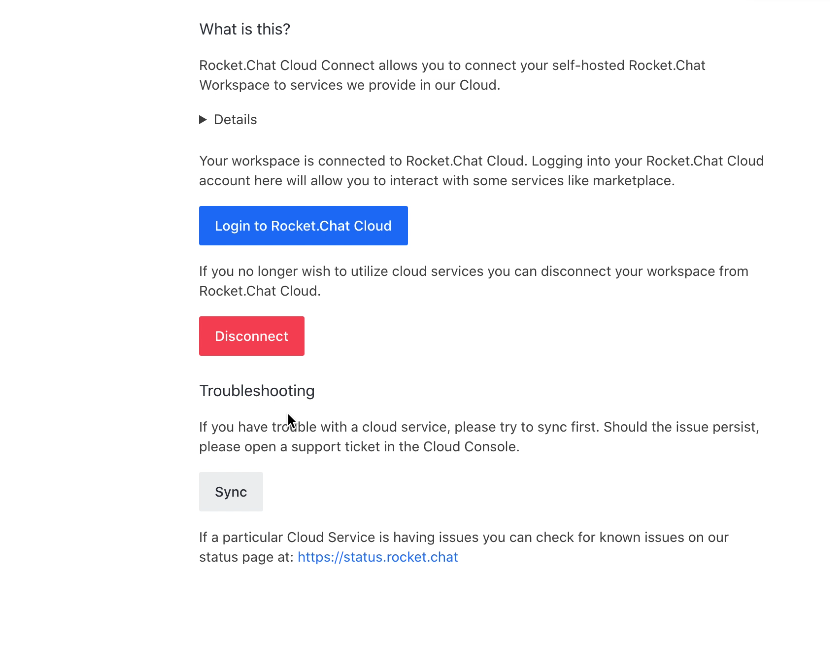 What is this?
Rocket.Chat Cloud Connect allows you to connect your self-hosted Rocket.Chat
Workspace to services we provide in our Cloud.
Details
Your workspace is connected to Rocket.Chat Cloud. Logging into your Rocket.Chat Cloud
account here will allow you to interact with some services like marketplace.
Login to Rocket.Chat Cloud
If you no longer wish to utilize cloud services you can disconnect your workspace from
Rocket.Chat Cloud.
Disconnect
Troubleshooting
If you have trouble with a cloud service, please try to sync first. Should the issue persist,
please open a support ticket in the Cloud Console.
Sync
If a particular Cloud Service is having issues you can check for known issues on our
status page at: https://status.rocket.chat